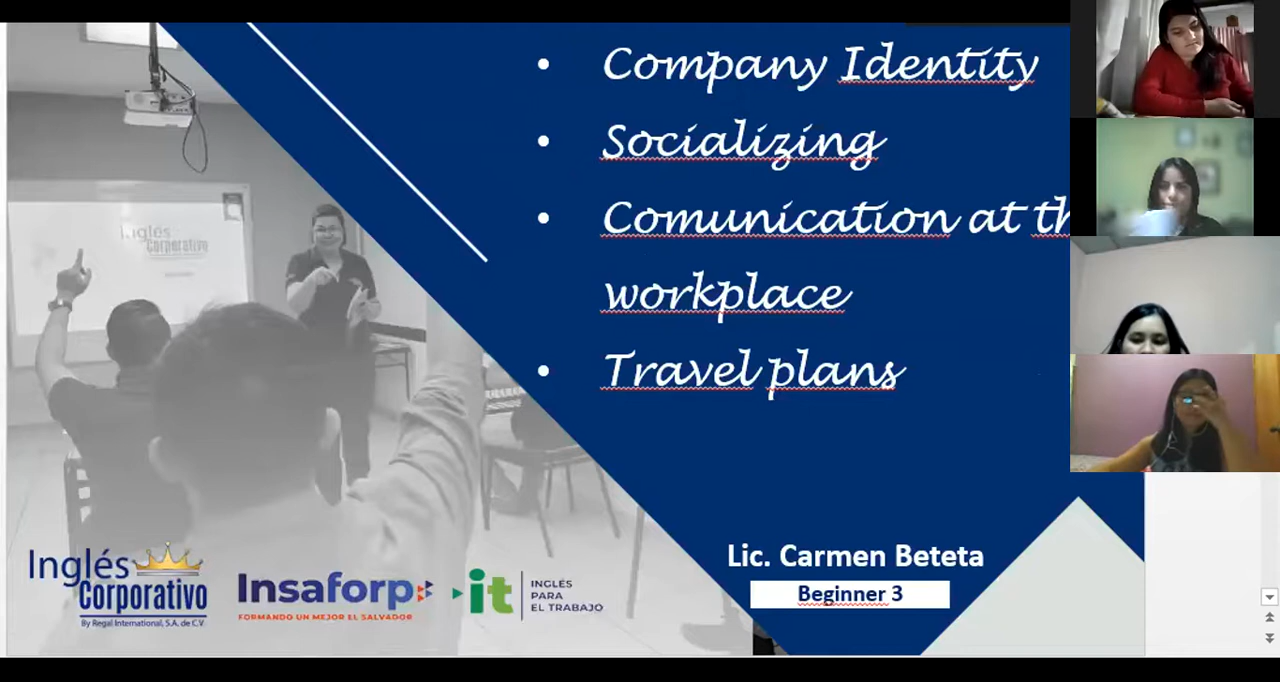 • Company Identity
• Socializing
• Comunication at th
workplace
• Travel plans
Inglés
Corporativo
Lic. Carmen Beteta
Beginner 3
Inglés
Corporativo
By Regal International, S.A. de C.V.
Insaforp
FORMANDO UN MEJOR EL SALVADOR
it
INGLÉS
PARA
EL TRABAJO